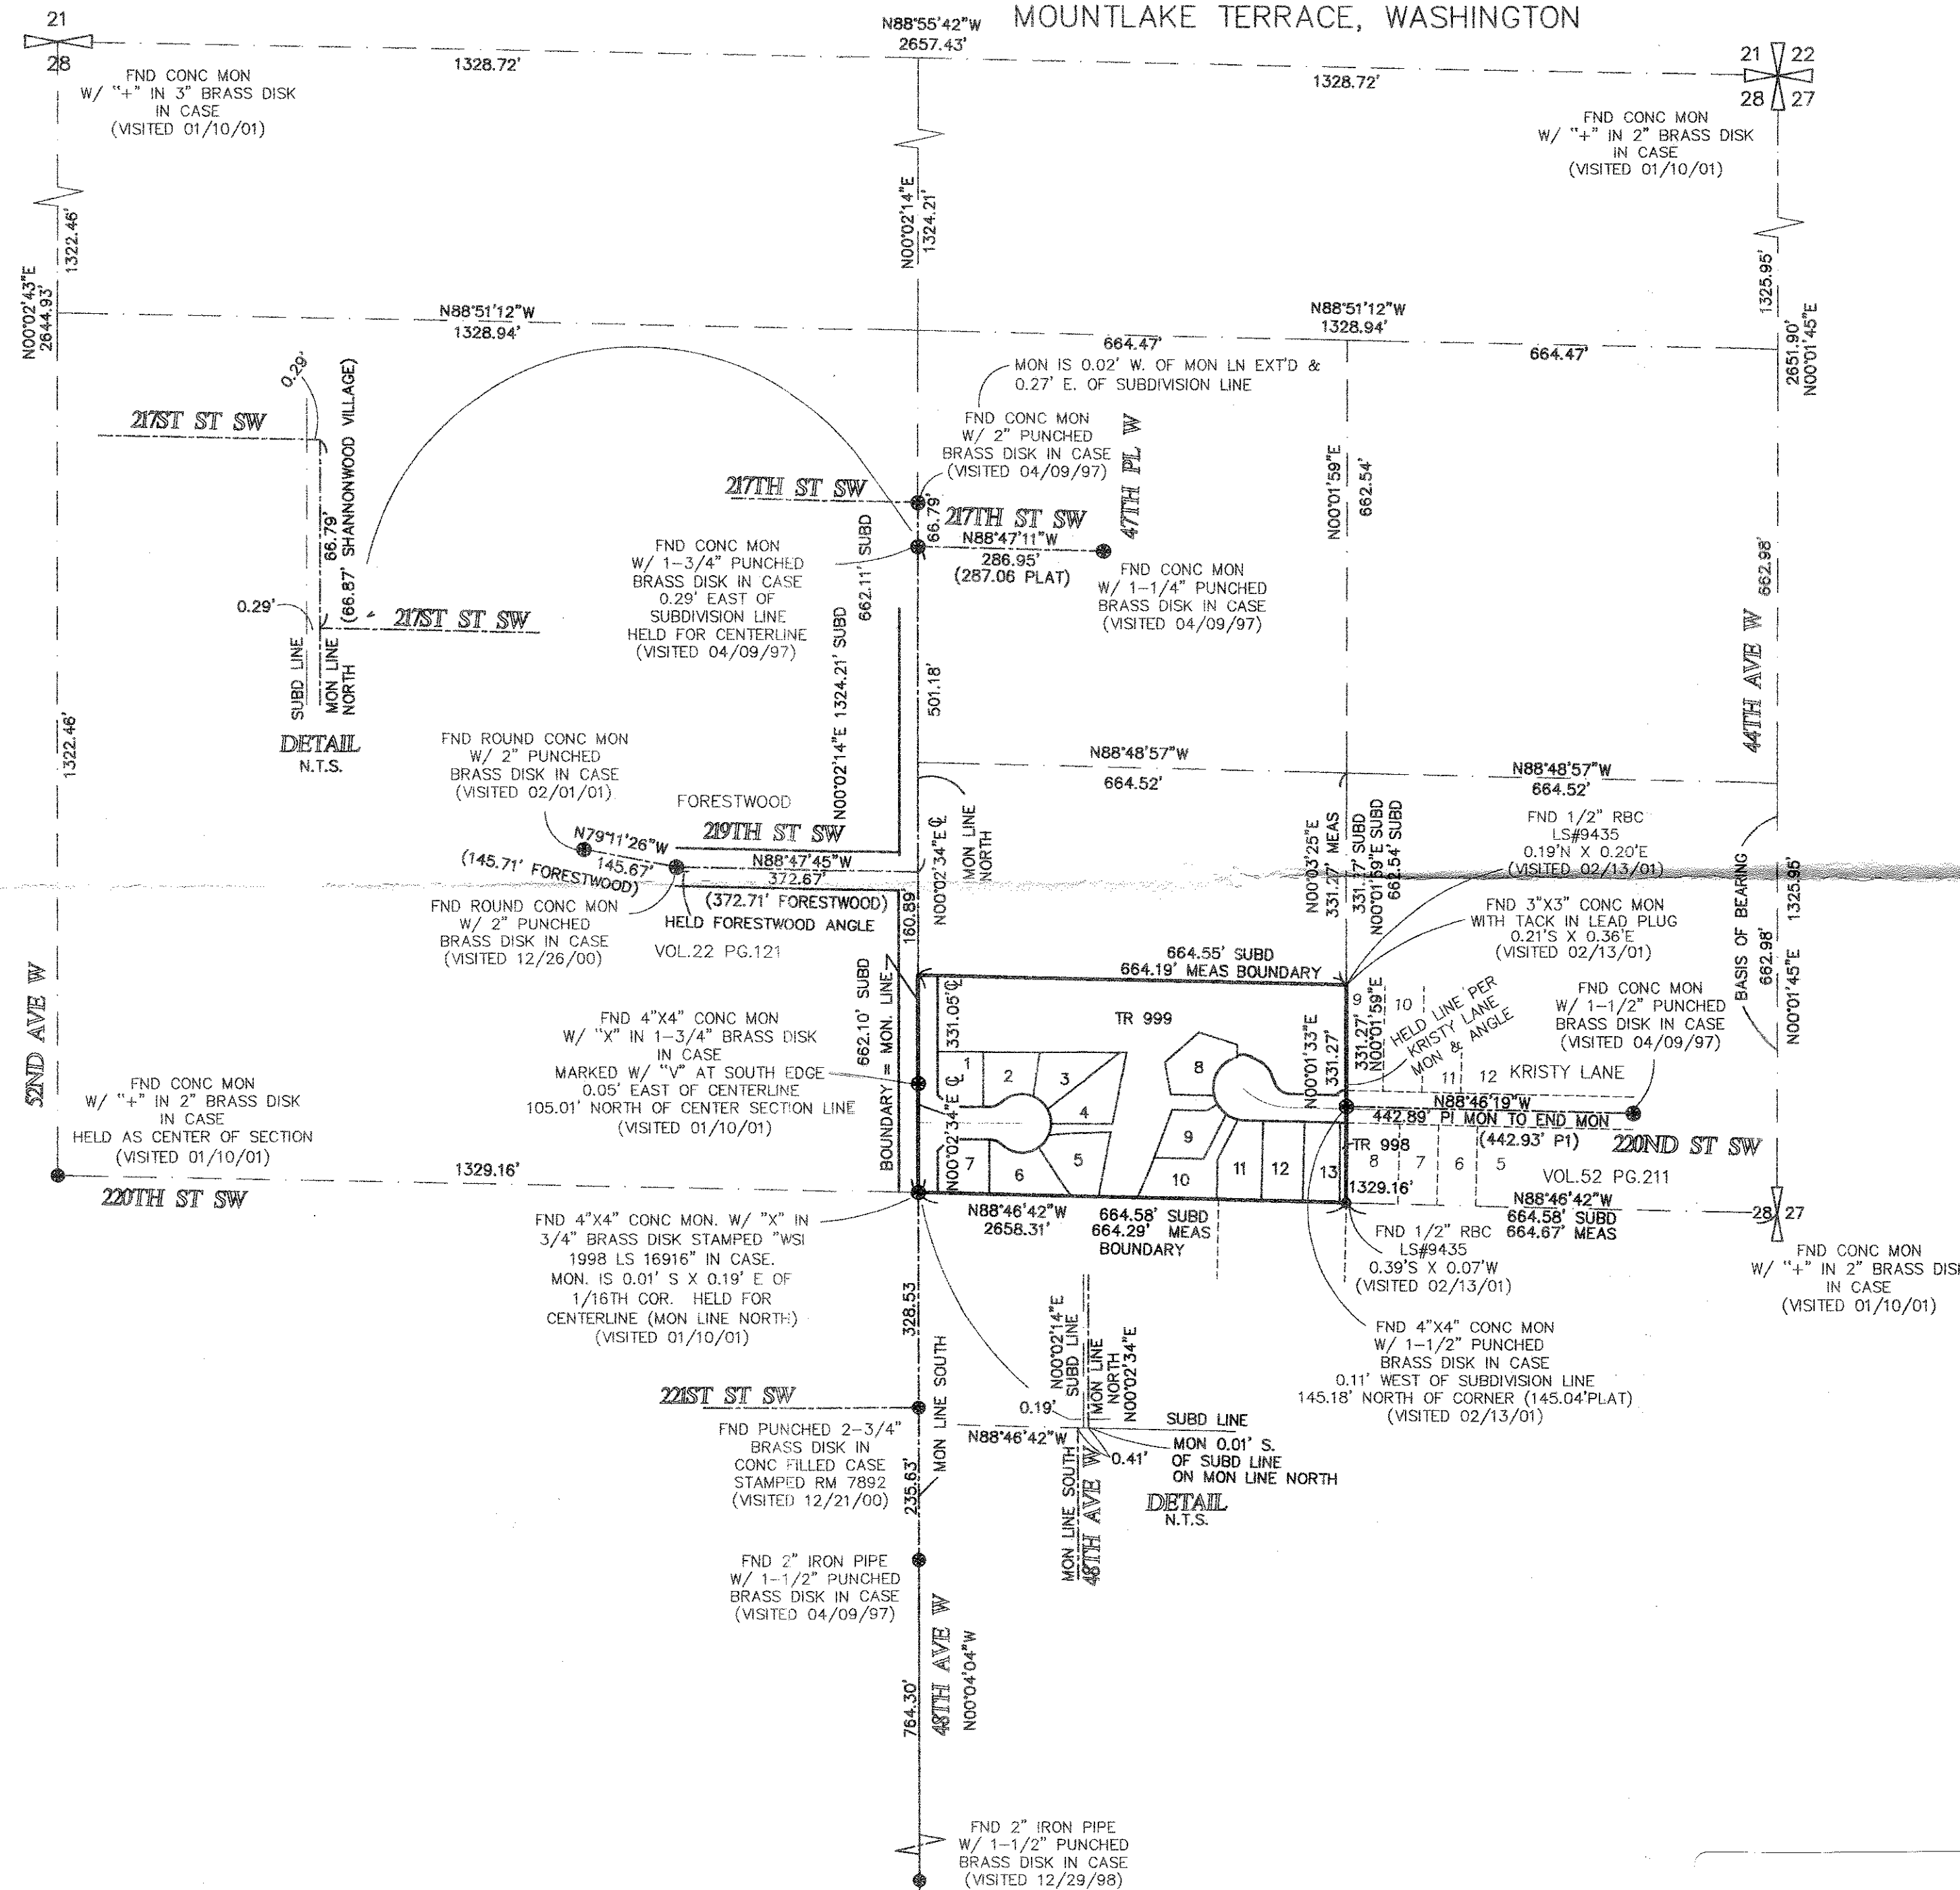 MOUNTLAKE TERRACE, WASHINGTON
21
28
FND CONC MON
W/ "+" IN 3" BRASS DISK
IN CASE
(VISITED 01/10/01)
1328.72'
N88°55'42"W
2657.43'
1328.72'
21 22
28 27
FND CONC MON
W/ "+" IN 2" BRASS DISK
IN CASE
(VISITED 01/10/01)
1322.46'
N00°02'43"E
2644.93'
N00°02'14"E
1324.21'
1325.95'
2651.90'
N00°01'45"E
N88°51'12"W
1328.94'
N88°51'12"W
1328.94'
664.47'
664.47'
MON IS 0.02' W. OF MON LN EXT'D &
0.27' E. OF SUBDIVISION LINE
0.29'
217ST ST SW
66.79'
(66.87' SHANNONWOOD VILLAGE)
0.29'
217ST ST SW
SUBD LINE
MON LINE
NORTH
DETAIL
N.T.S.
FND CONC MON
W/ 2" PUNCHED
BRASS DISK IN CASE
(VISITED 04/09/97)
47TH PL W
217TH ST SW
66.79'
217TH ST SW
N88°47'11"W
286.95'
(287.06 PLAT)
FND CONC MON
W/ 1-3/4" PUNCHED
BRASS DISK IN CASE
0.29' EAST OF
SUBDIVISION LINE
HELD FOR CENTERLINE
(VISITED 04/09/97)
FND CONC MON
W/ 1-1/4" PUNCHED
BRASS DISK IN CASE
(VISITED 04/09/97)
662.11' SUBD
N00°02'14"E 1324.21' SUBD
501.18'
N00°01'59"E
662.54'
662.98'
44TH AVE W
1322.46'
FND ROUND CONC MON
W/ 2" PUNCHED
BRASS DISK IN CASE
(VISITED 02/01/01)
FORESTWOOD
219TH ST SW
N79°11'26"W
145.67'
(145.71' FORESTWOOD)
N88°47'45"W
372.67'
(372.71' FORESTWOOD)
HELD FORESTWOOD ANGLE
VOL.22 PG.121
FND ROUND CONC MON
W/ 2" PUNCHED
BRASS DISK IN CASE
(VISITED 12/26/00)
160.89'
N00°02'34"E ℄
MON LINE
NORTH
N88°48'57"W
664.52'
N88°48'57"W
664.52'
N00°03'25"E
331.27' MEAS
331.77' SUBD
N00°01'59"E SUBD
662.54' SUBD
FND 1/2" RBC
LS#9435
0.19'N X 0.20'E
(VISITED 02/13/01)
FND 3"X3" CONC MON
WITH TACK IN LEAD PLUG
0.21'S X 0.36'E
(VISITED 02/13/01)
BASIS OF BEARING
1325.95'
662.98'
N00°01'45"E
52ND AVE W
664.55' SUBD
664.19' MEAS BOUNDARY
TR 999
662.10' SUBD
BOUNDARY = MON. LINE
331.05'℄
N00°02'34"E ℄
FND 4"X4" CONC MON
W/ "X" IN 1-3/4" BRASS DISK
IN CASE
MARKED W/ "V" AT SOUTH EDGE
0.05' EAST OF CENTERLINE
105.01' NORTH OF CENTER SECTION LINE
(VISITED 01/10/01)
1
2
3
4
5
6
7
8
9
10
11
12
13
N00°01'33"E
331.27'
331.27'
N00°01'59"E
9
10
HELD LINE PER
KRISTY LANE
MON & ANGLE
11
12
KRISTY LANE
FND CONC MON
W/ 1-1/2" PUNCHED
BRASS DISK IN CASE
(VISITED 04/09/97)
N88°46'19"W
442.89' PI MON TO END MON
(442.93' P1)
220ND ST SW
TR 998
8
7
6
5
VOL.52 PG.211
FND CONC MON
W/ "+" IN 2" BRASS DISK
IN CASE
HELD AS CENTER OF SECTION
(VISITED 01/10/01)
1329.16'
220TH ST SW
1329.16'
N88°46'42"W
664.58' SUBD
664.67' MEAS
28 27
FND CONC MON
W/ "+" IN 2" BRASS DIS
IN CASE
(VISITED 01/10/01)
N88°46'42"W
2658.31'
664.58' SUBD
664.29' MEAS
BOUNDARY
FND 1/2" RBC
LS#9435
0.39'S X 0.07'W
(VISITED 02/13/01)
FND 4"X4" CONC MON. W/ "X" IN
3/4" BRASS DISK STAMPED "WSI
1998 LS 16916" IN CASE.
MON. IS 0.01' S X 0.19' E OF
1/16TH COR. HELD FOR
CENTERLINE (MON LINE NORTH)
(VISITED 01/10/01)
328.53
MON LINE SOUTH
FND 4"X4" CONC MON
W/ 1-1/2" PUNCHED
BRASS DISK IN CASE
0.11' WEST OF SUBDIVISION LINE
145.18' NORTH OF CORNER (145.04'PLAT)
(VISITED 02/13/01)
N00°02'14"E
SUBD LINE
MON LINE
NORTH
N00°02'34"E
0.19'
SUBD LINE
N88°46'42"W
0.41'
MON 0.01' S.
OF SUBD LINE
ON MON LINE NORTH
MON LINE SOUTH
48TH AVE W
DETAIL
N.T.S.
221ST ST SW
FND PUNCHED 2-3/4"
BRASS DISK IN
CONC FILLED CASE
STAMPED RM 7892
(VISITED 12/21/00)
235.63'
FND 2" IRON PIPE
W/ 1-1/2" PUNCHED
BRASS DISK IN CASE
(VISITED 04/09/97)
48TH AVE W
764.30'
N00°04'04"W
FND 2" IRON PIPE
W/ 1-1/2" PUNCHED
BRASS DISK IN CASE
(VISITED 12/29/98)